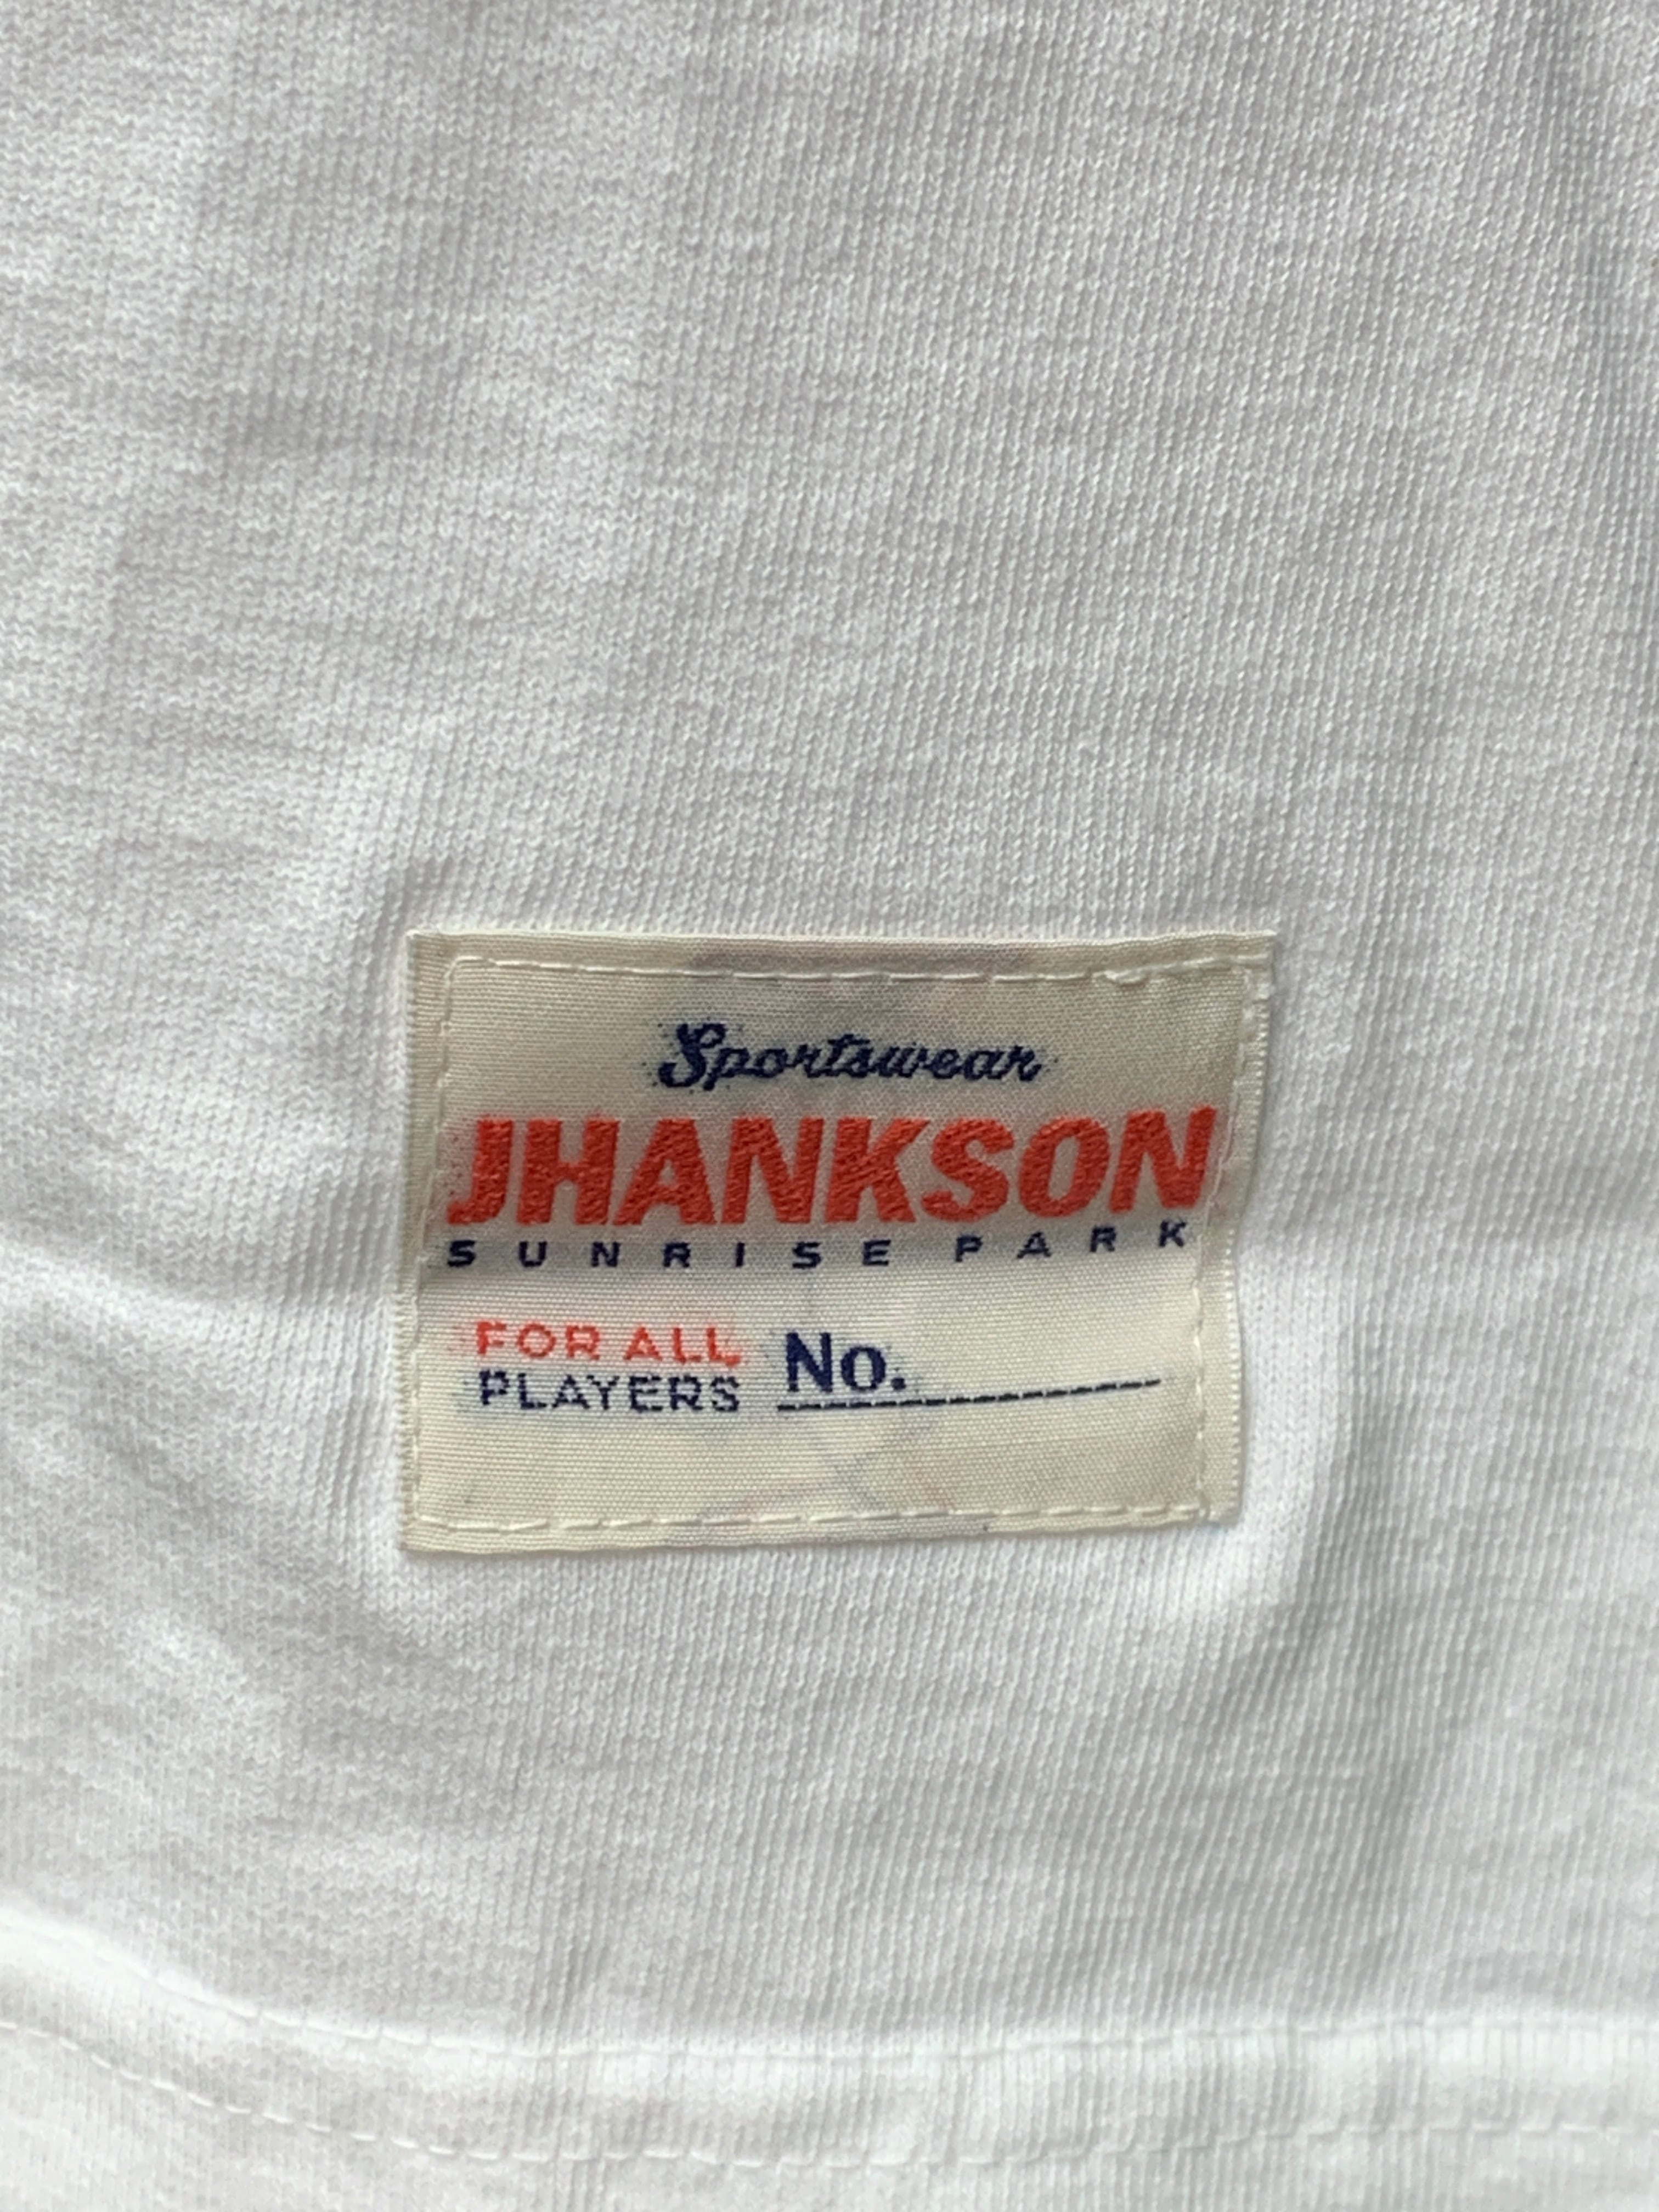 Sportswear
JHANKSON
SUNRISE PARK
FOR ALL
PLAYERS
No.